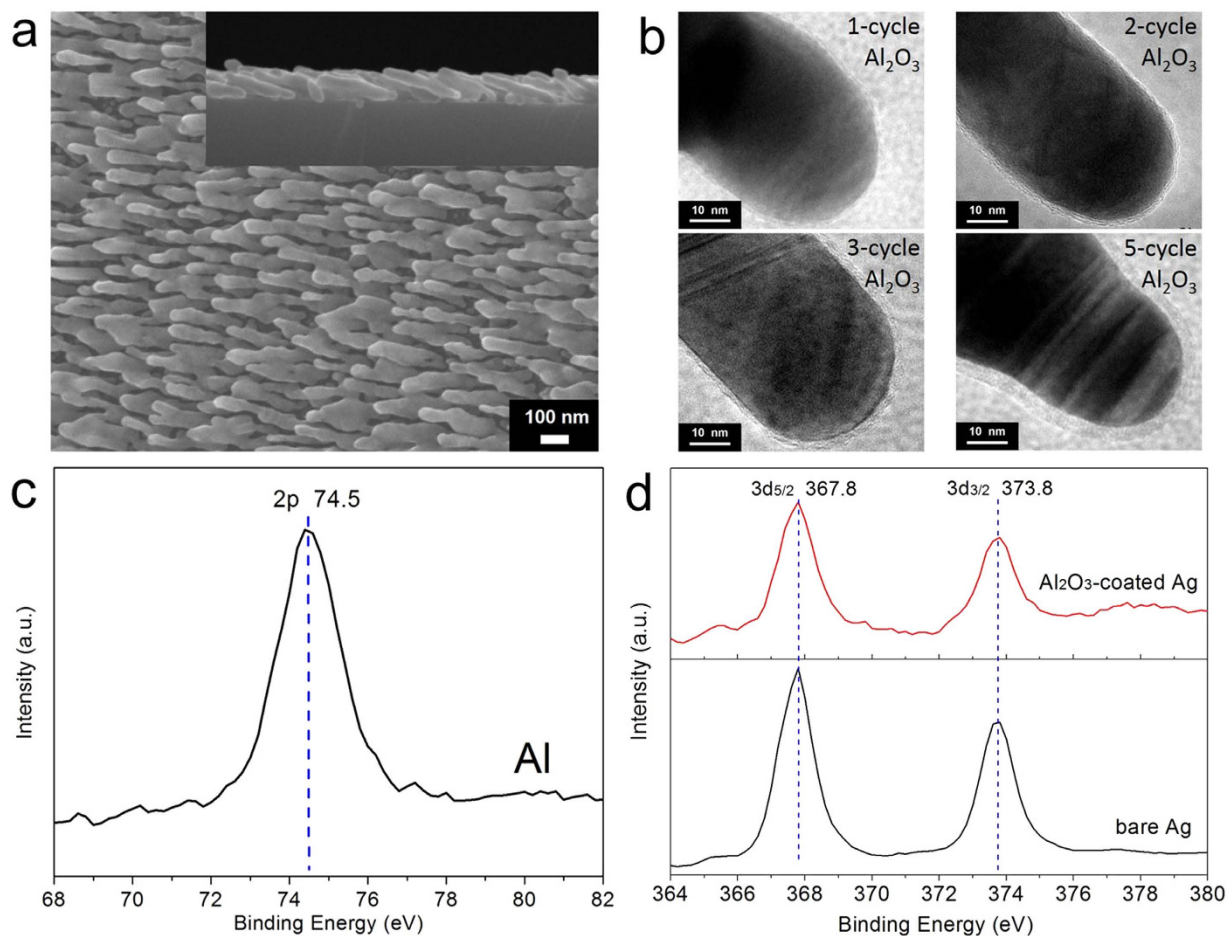 a
100 nm
b
1-cycle
Al₂O₃
10 nm
2-cycle
Al₂O₃
10 nm
3-cycle
Al₂O₃
10 nm
5-cycle
Al₂O₃
10 nm
c
2p 74.5
Al
Intensity (a.u.)
68 70 72 74 76 78 80 82
Binding Energy (eV)
d
3d5/2 367.8
3d3/2 373.8
Al₂O₃-coated Ag
bare Ag
Intensity (a.u.)
364 366 368 370 372 374 376 378 380
Binding Energy (eV)